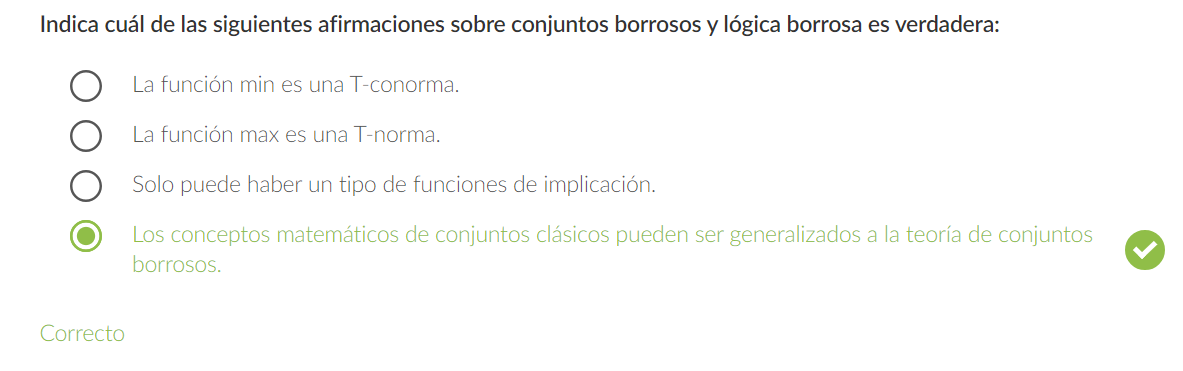 Indica cuál de las siguientes afirmaciones sobre conjuntos borrosos y lógica borrosa es verdadera:
La función min es una T-conorma.
La función max es una T-norma.
Solo puede haber un tipo de funciones de implicación.
Los conceptos matemáticos de conjuntos clásicos pueden ser generalizados a la teoría de conjuntos
borrosos.
Correcto